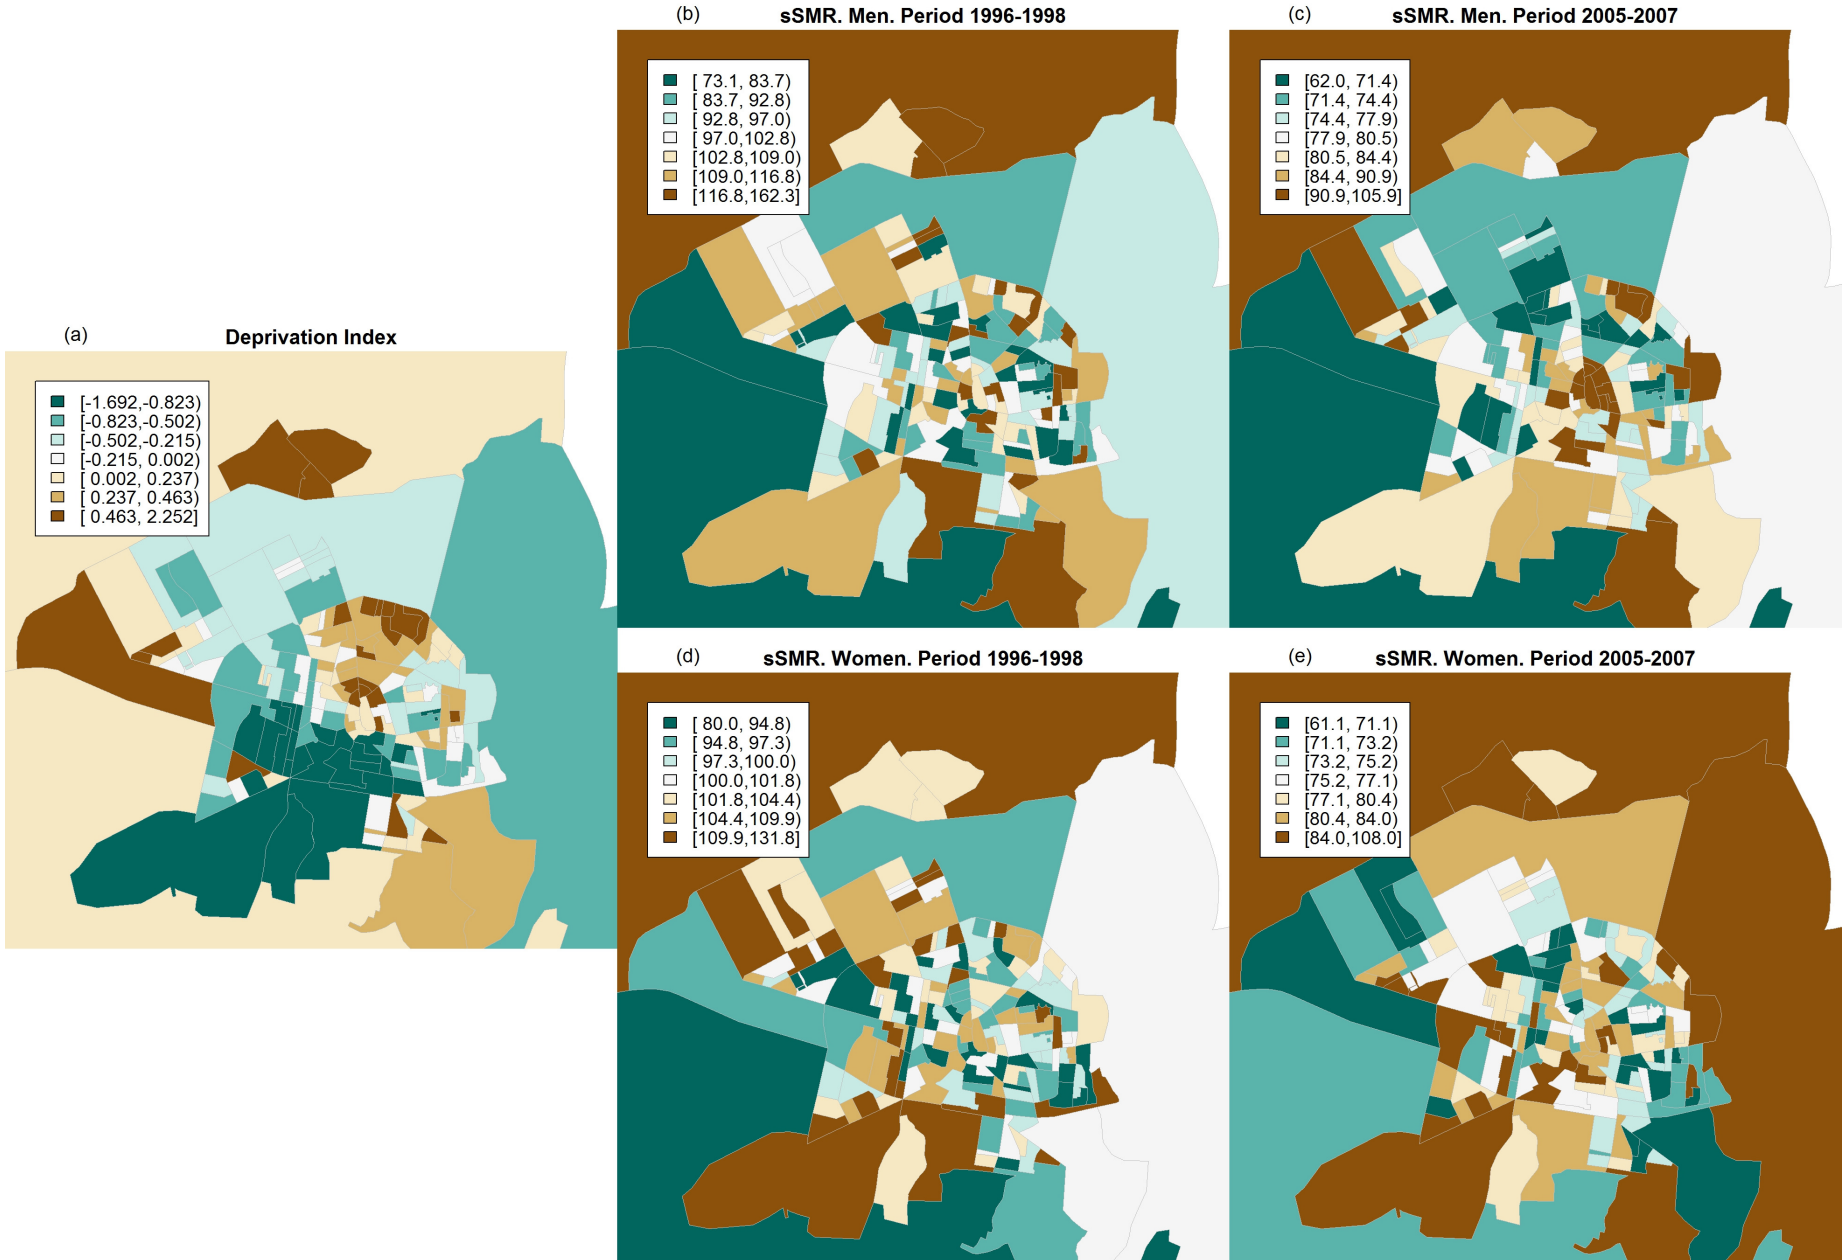 (a)
Deprivation Index
[-1.692,-0.823)
[-0.823,-0.502)
[-0.502,-0.215)
[-0.215, 0.002)
[ 0.002, 0.237)
[ 0.237, 0.463)
[ 0.463, 2.252]
(b)
sSMR. Men. Period 1996-1998
[ 73.1, 83.7)
[ 83.7, 92.8)
[ 92.8, 97.0)
[ 97.0,102.8)
[102.8,109.0)
[109.0,116.8)
[116.8,162.3]
(c)
sSMR. Men. Period 2005-2007
[62.0, 71.4)
[71.4, 74.4)
[74.4, 77.9)
[77.9, 80.5)
[80.5, 84.4)
[84.4, 90.9)
[90.9,105.9]
(d)
sSMR. Women. Period 1996-1998
[ 80.0, 94.8)
[ 94.8, 97.3)
[ 97.3,100.0)
[100.0,101.8)
[101.8,104.4)
[104.4,109.9)
[109.9,131.8]
(e)
sSMR. Women. Period 2005-2007
[61.1, 71.1)
[71.1, 73.2)
[73.2, 75.2)
[75.2, 77.1)
[77.1, 80.4)
[80.4, 84.0)
[84.0,108.0]